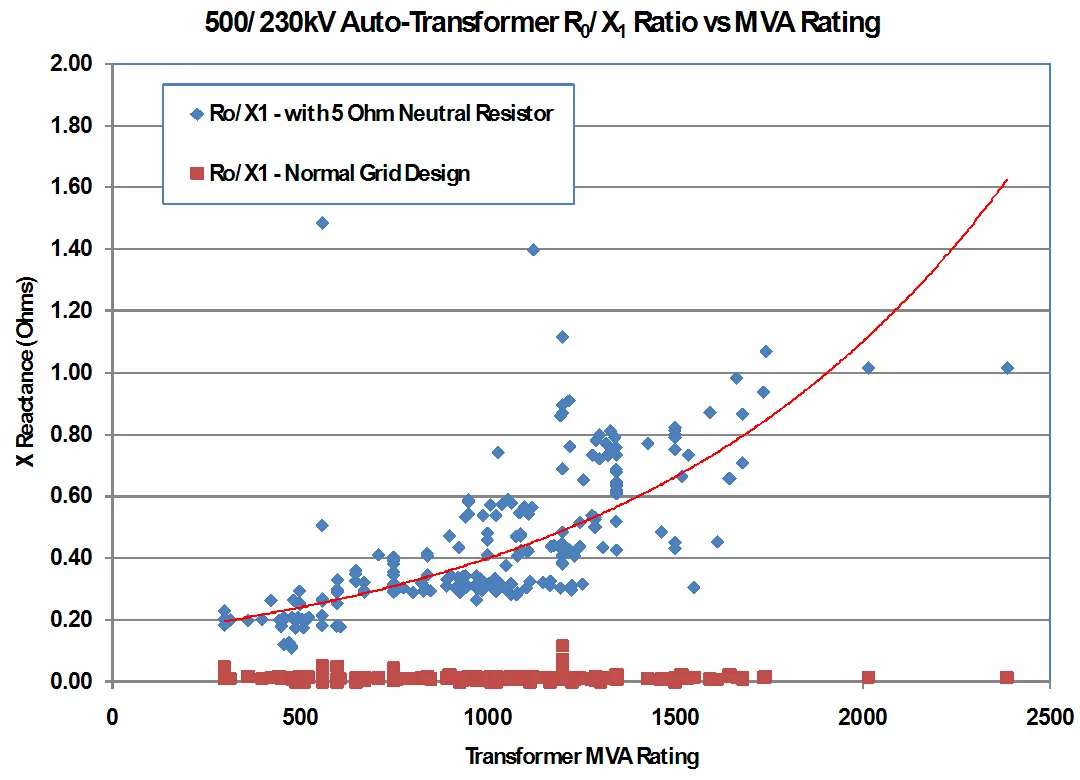 500/ 230kV Auto-Transformer R0/ X1 Ratio vs MVA Rating
2.00
1.80
1.60
1.40
1.20
1.00
0.80
0.60
0.40
0.20
0.00
X Reactance (Ohms)
Ro/ X1 - with 5 Ohm Neutral Resistor
Ro/ X1 - Normal Grid Design
0 500 1000 1500 2000 2500
Transformer MVA Rating